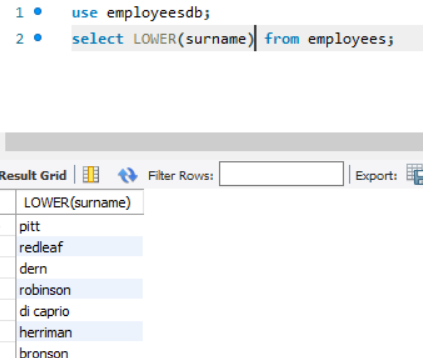 1 use employeesdb;
2 select LOWER(surname) from employees;
Result Grid Filter Rows: Export:
LOWER(surname)
pitt
redleaf
dern
robinson
di caprio
herriman
bronson